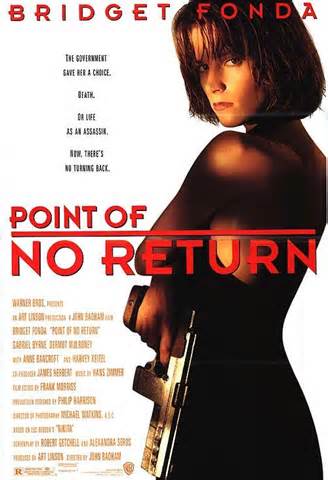 BRIDGET FONDA
THE GOVERNMENT
GAVE HER A CHOICE.
DEATH.
OR LIFE
AS AN ASSASSIN.
NOW, THERE'S
NO TURNING BACK.
POINT OF
NO RETURN
WARNER BROS. PRESENTS
AN ART LINSON PRODUCTION A JOHN BADHAM FILM
BRIDGET FONDA "POINT OF NO RETURN"
GABRIEL BYRNE DERMOT MULRONEY
WITH ANNE BANCROFT AND HARVEY KEITEL
CO-PRODUCER JAMES HERBERT MUSIC BY HANS ZIMMER
FILM EDITED BY FRANK MORRISS
PRODUCTION DESIGNED BY PHILIP HARRISON
DIRECTOR OF PHOTOGRAPHY MICHAEL WATKINS, A.S.C.
BASED ON LUC BESSON'S "NIKITA"
SCREENPLAY BY ROBERT GETCHELL AND ALEXANDRA SEROS
PRODUCED BY ART LINSON DIRECTED BY JOHN BADHAM
R RESTRICTED